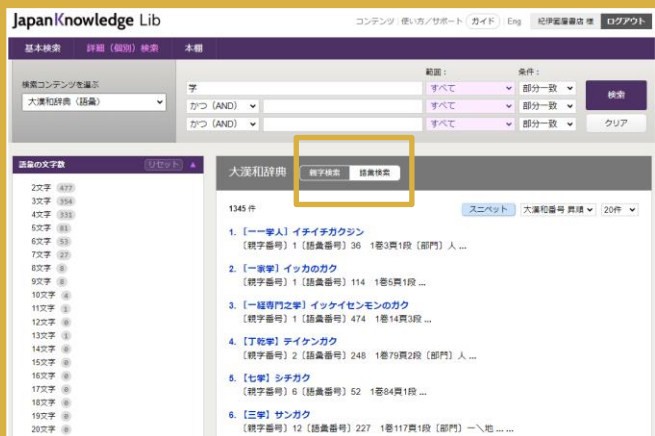 JapanKnowledge Lib
コンテンツ 使い方/サポート ガイド Eng 紀伊國屋書店 様 ログアウト
基本検索 詳細(個別)検索 本棚
検索コンテンツを選ぶ
大漢和辞典(語彙)
範囲: 条件:
学 すべて 部分一致 検索
かつ (AND) すべて 部分一致
かつ (AND) すべて 部分一致 クリア
語彙の文字数 リセット ▲
2文字 477
3文字 354
4文字 331
5文字 81
6文字 53
7文字 27
8文字 8
9文字 8
10文字 4
11文字 1
12文字 0
13文字 1
14文字 0
15文字 0
16文字 0
17文字 0
18文字 0
19文字 0
20文字 0
大漢和辞典 親字検索 語彙検索
1345 件 スニペット 大漢和番号 昇順 20件
1. 【一一学人】イチイチガクジン
〔親字番号〕1〔語彙番号〕36 1巻3頁1段〔部門〕人 ...
2. 【一家学】イッカのガク
〔親字番号〕1〔語彙番号〕114 1巻5頁1段 ...
3. 【一経専門之学】イッケイセンモンのガク
〔親字番号〕1〔語彙番号〕474 1巻14頁3段 ...
4. 【丁乾学】テイケンガク
〔親字番号〕2〔語彙番号〕248 1巻79頁2段〔部門〕人 ...
5. 【七学】シチガク
〔親字番号〕6〔語彙番号〕52 1巻84頁1段 ...
6. 【三学】サンガク
〔親字番号〕12〔語彙番号〕227 1巻117頁1段〔部門〕一＼地 ... ...